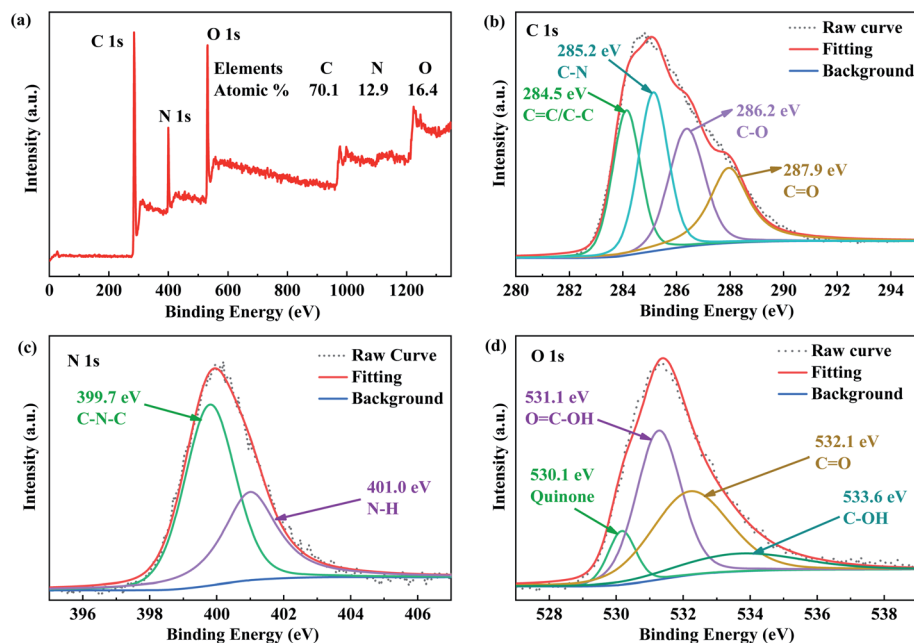 (a)
C 1s
O 1s
N 1s
Elements C N O
Atomic % 70.1 12.9 16.4
Intensity (a.u.)
0 200 400 600 800 1000 1200
Binding Energy (eV)
(b)
C 1s
Raw curve
Fitting
Background
285.2 eV
C-N
284.5 eV
C=C/C-C
286.2 eV
C-O
287.9 eV
C=O
Intensity (a.u.)
280 282 284 286 288 290 292 294
Binding Energy (eV)
(c)
N 1s
Raw Curve
Fitting
Background
399.7 eV
C-N-C
401.0 eV
N-H
Intensity (a.u.)
396 398 400 402 404 406
Binding Energy (eV)
(d)
O 1s
Raw curve
Fitting
Background
531.1 eV
O=C-OH
530.1 eV
Quinone
532.1 eV
C=O
533.6 eV
C-OH
Intensity (a.u.)
528 530 532 534 536 538
Binding Energy (eV)